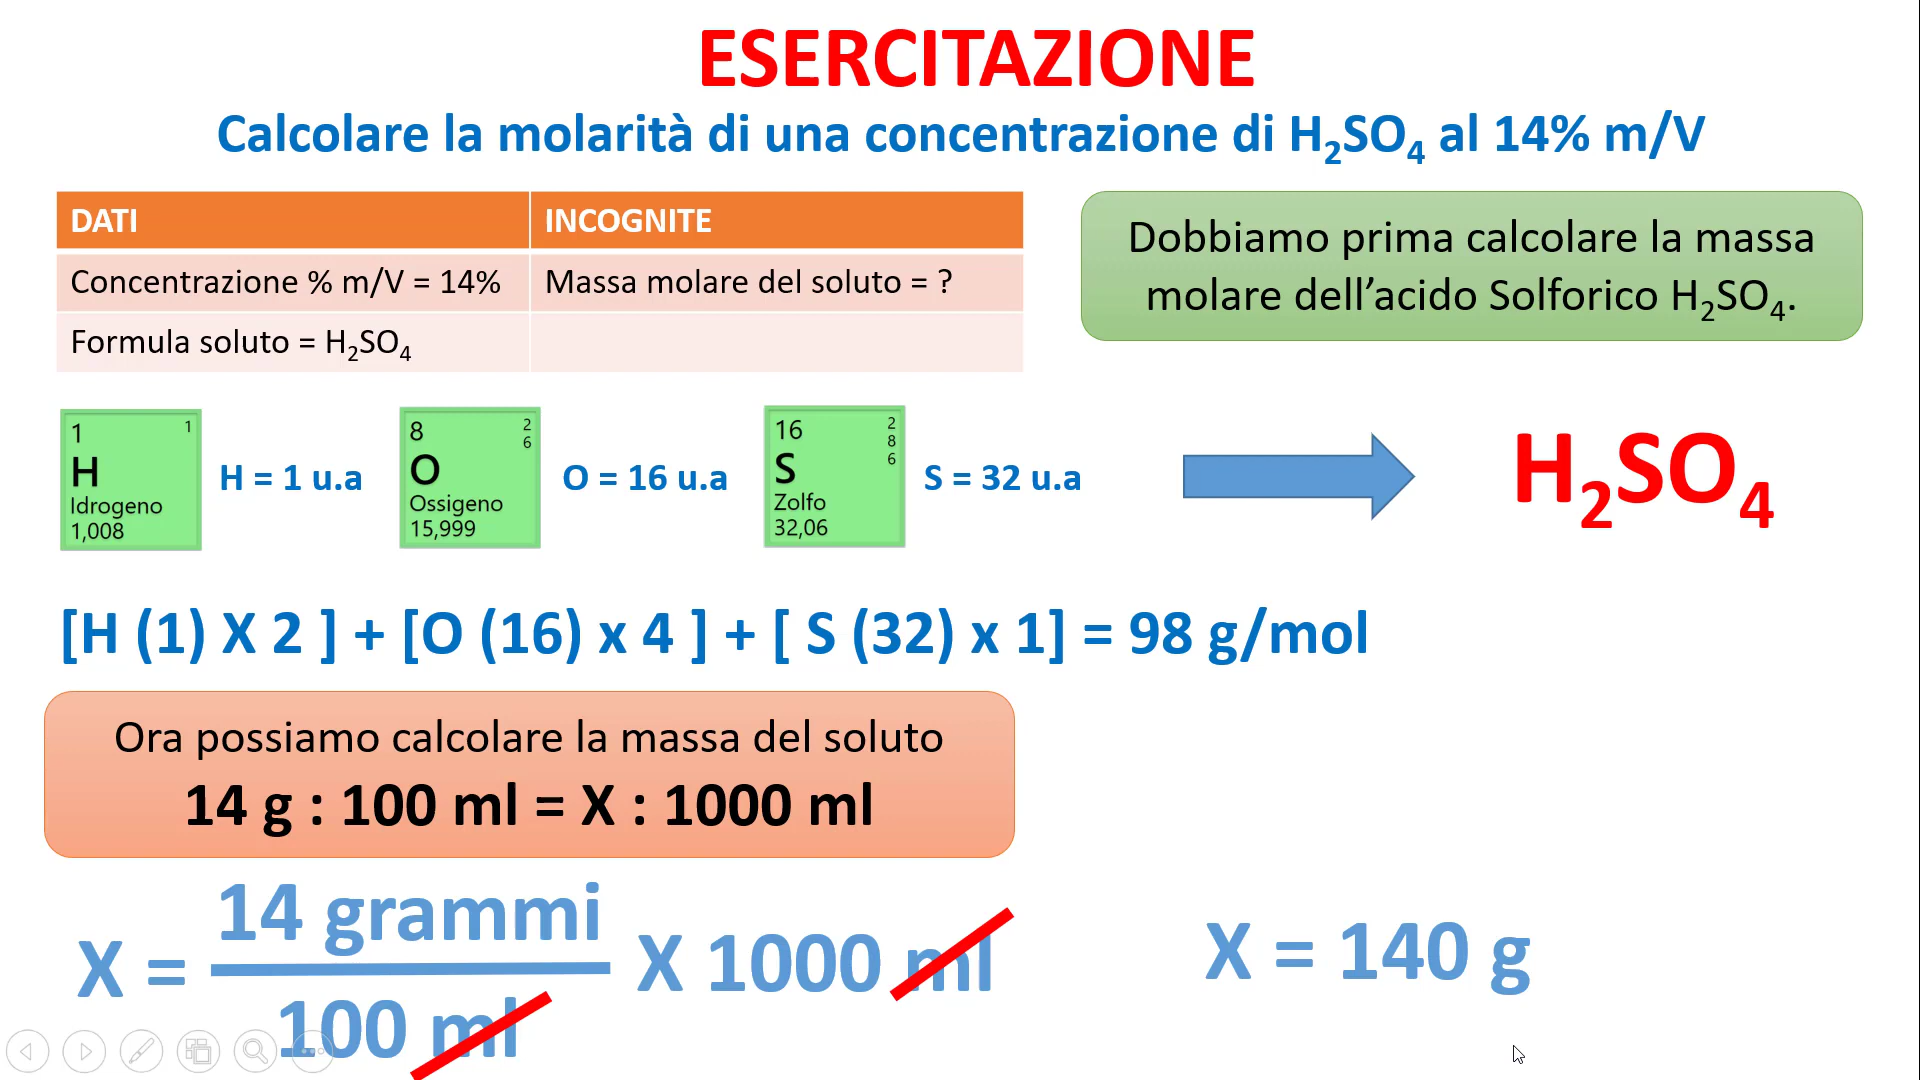 ESERCITAZIONE
Calcolare la molarità di una concentrazione di H₂SO₄ al 14% m/V
DATI INCOGNITE
Concentrazione % m/V = 14% Massa molare del soluto = ?
Formula soluto = H₂SO₄
Dobbiamo prima calcolare la massa
molare dell’acido Solforico H₂SO₄.
1 1
H
Idrogeno
1,008
H = 1 u.a
8 2
6
O
Ossigeno
15,999
O = 16 u.a
16 2
8
6
S
Zolfo
32,06
S = 32 u.a
H₂SO₄
[H (1) X 2 ] + [O (16) x 4 ] + [ S (32) x 1] = 98 g/mol
Ora possiamo calcolare la massa del soluto
14 g : 100 ml = X : 1000 ml
14 grammi
X = X 1000 ml
100 ml
X = 140 g